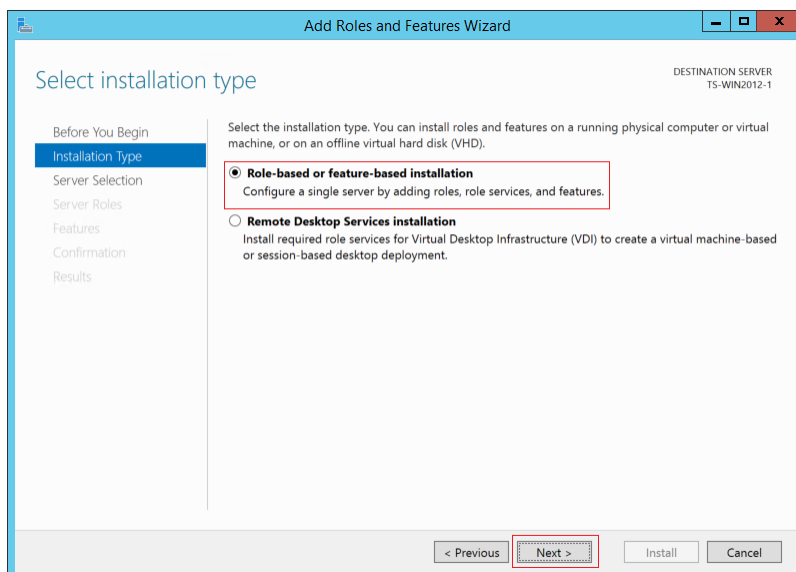 Add Roles and Features Wizard
Select installation type
DESTINATION SERVER
TS-WIN2012-1
Before You Begin
Installation Type
Server Selection
Server Roles
Features
Confirmation
Results
Select the installation type. You can install roles and features on a running physical computer or virtual
machine, or on an offline virtual hard disk (VHD).
Role-based or feature-based installation
Configure a single server by adding roles, role services, and features.
Remote Desktop Services installation
Install required role services for Virtual Desktop Infrastructure (VDI) to create a virtual machine-based
or session-based desktop deployment.
< Previous
Next >
Install
Cancel